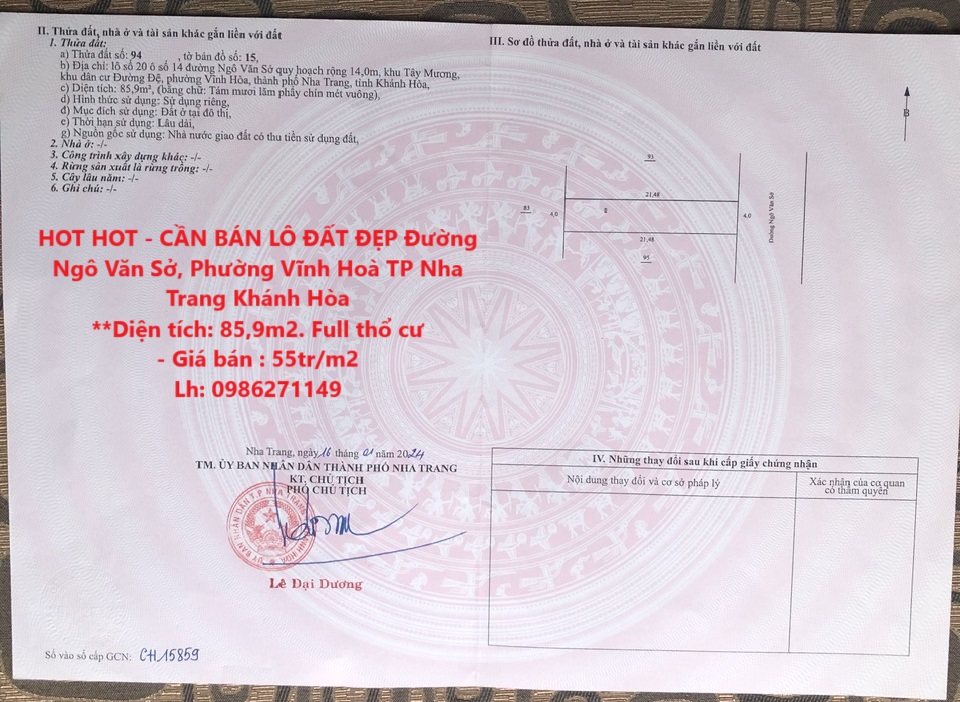 II. Thửa đất, nhà ở và tài sản khác gắn liền với đất
1. Thửa đất:
a) Thửa đất số: 94 , tờ bản đồ số: 15,
b) Địa chỉ: lô số 20 ô số 14 đường Ngô Văn Sở quy hoạch rộng 14,0m, khu Tây Mương,
khu dân cư Đường Đệ, phường Vĩnh Hòa, thành phố Nha Trang, tỉnh Khánh Hòa,
c) Diện tích: 85,9m², (bằng chữ: Tám mươi lăm phẩy chín mét vuông),
d) Hình thức sử dụng: Sử dụng riêng,
đ) Mục đích sử dụng: Đất ở tại đô thị,
e) Thời hạn sử dụng: Lâu dài,
g) Nguồn gốc sử dụng: Nhà nước giao đất có thu tiền sử dụng đất,
2. Nhà ở: -/-
3. Công trình xây dựng khác: -/-
4. Rừng sản xuất là rừng trồng: -/-
5. Cây lâu năm: -/-
6. Ghi chú: -/-
III. Sơ đồ thửa đất, nhà ở và tài sản khác gắn liền với đất
B
93
21,48
83
4,0
4,0
21,48
95
Đường Ngô Văn Sở
HOT HOT - CẦN BÁN LÔ ĐẤT ĐẸP Đường
Ngô Văn Sở, Phường Vĩnh Hoà TP Nha
Trang Khánh Hòa
**Diện tích: 85,9m2. Full thổ cư
- Giá bán : 55tr/m2
Lh: 0986271149
Nha Trang, ngày 16 tháng 01 năm 2024
TM. ỦY BAN NHÂN DÂN THÀNH PHỐ NHA TRANG
KT. CHỦ TỊCH
PHÓ CHỦ TỊCH
Lê Đại Dương
IV. Những thay đổi sau khi cấp giấy chứng nhận
Nội dung thay đổi và cơ sở pháp lý
Xác nhận của cơ quan
có thẩm quyền
Số vào sổ cấp GCN: CH15859